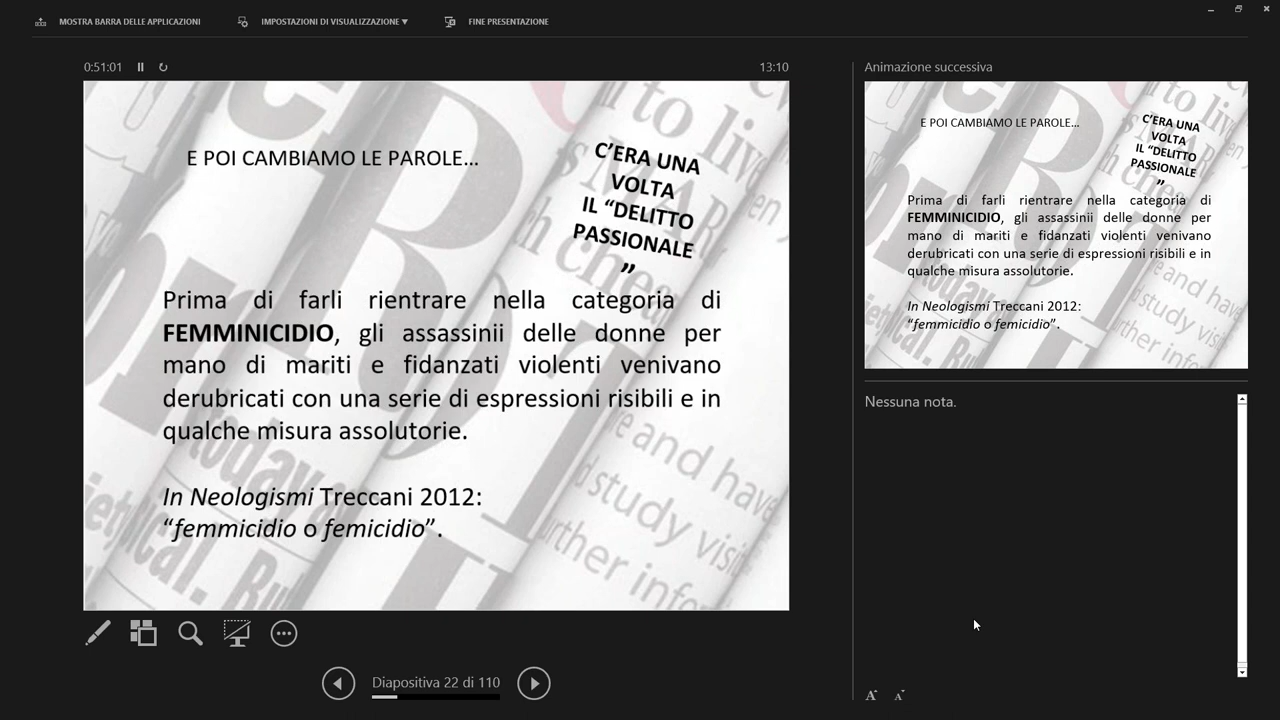 MOSTRA BARRA DELLE APPLICAZIONI
IMPOSTAZIONI DI VISUALIZZAZIONE ▼
FINE PRESENTAZIONE
0:51:01
13:10
E POI CAMBIAMO LE PAROLE…
C’ERA UNA
VOLTA
IL “DELITTO
PASSIONALE
”
Prima di farli rientrare nella categoria di
FEMMINICIDIO, gli assassinii delle donne per
mano di mariti e fidanzati violenti venivano
derubricati con una serie di espressioni risibili e in
qualche misura assolutorie.
In Neologismi Treccani 2012:
“femmicidio o femicidio”.
Diapositiva 22 di 110
Animazione successiva
E POI CAMBIAMO LE PAROLE…
C’ERA UNA
VOLTA
IL “DELITTO
PASSIONALE
”
Prima di farli rientrare nella categoria di
FEMMINICIDIO, gli assassinii delle donne per
mano di mariti e fidanzati violenti venivano
derubricati con una serie di espressioni risibili e in
qualche misura assolutorie.
In Neologismi Treccani 2012:
“femmicidio o femicidio”.
Nessuna nota.
A A